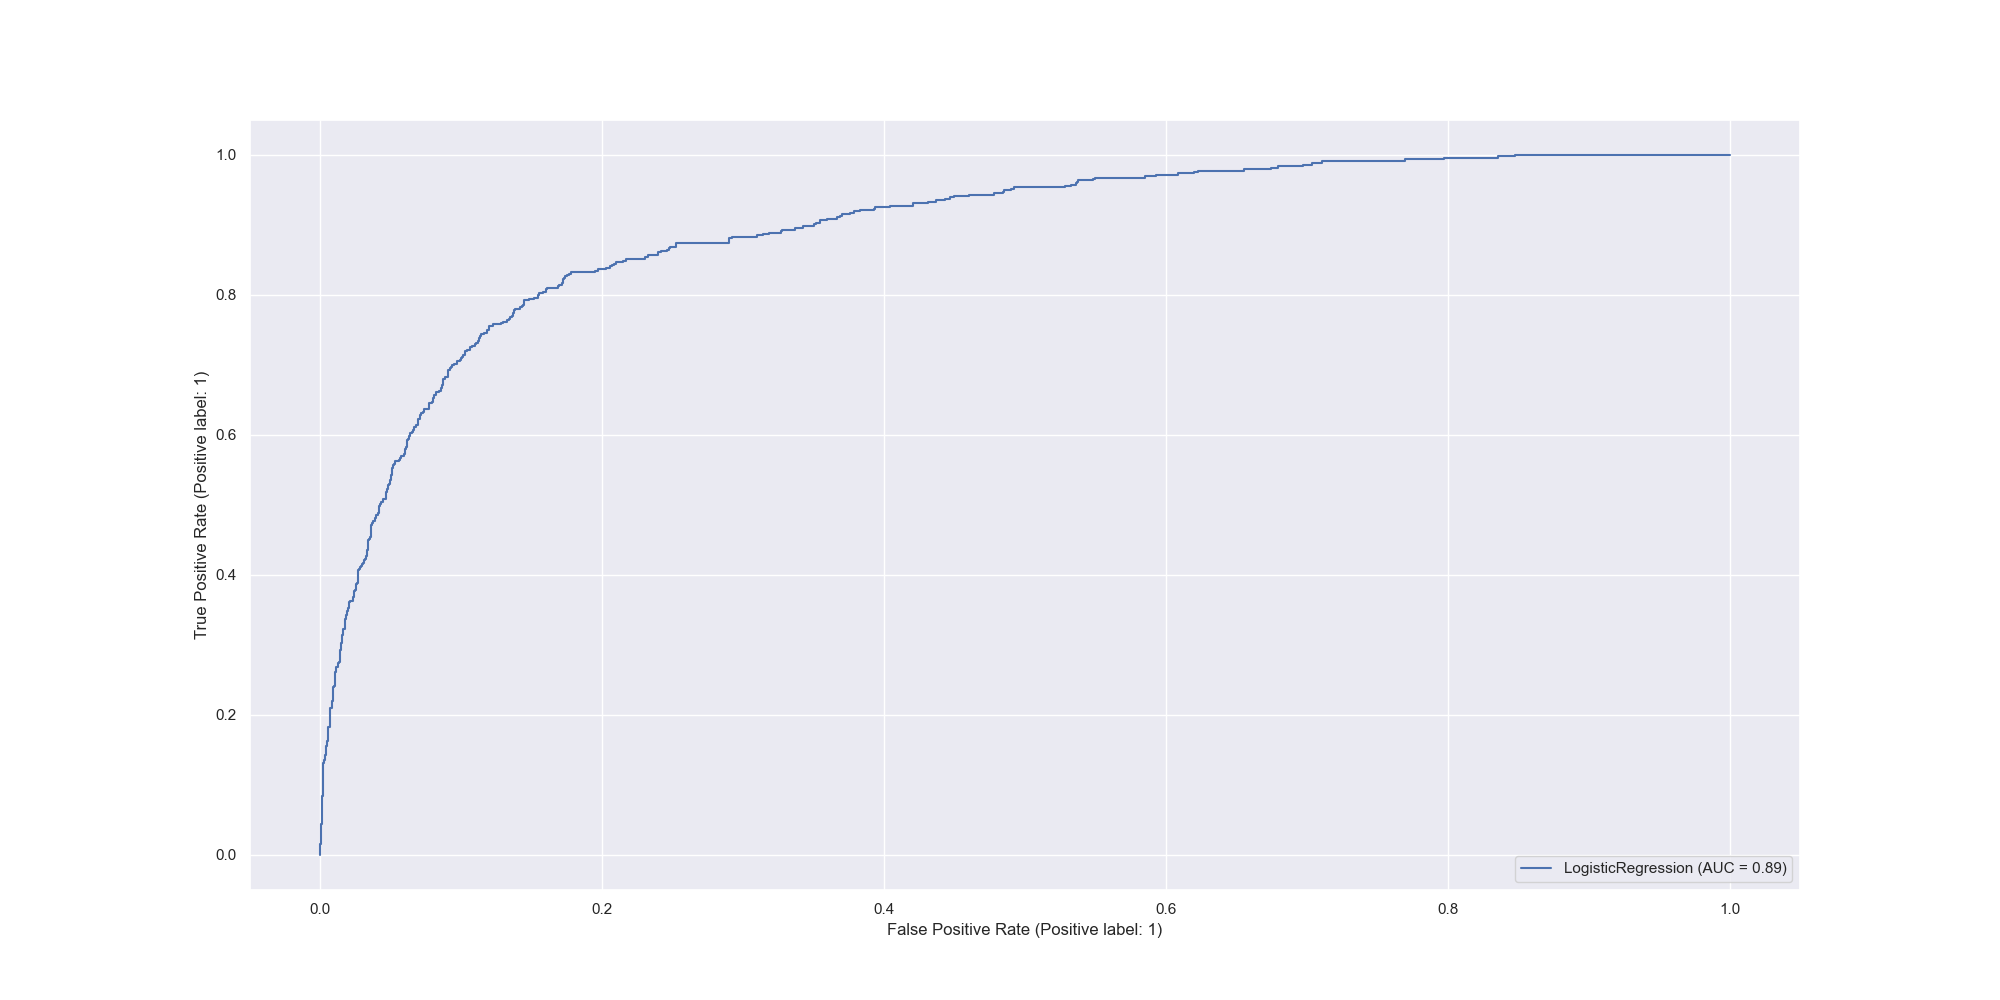 1.0
0.8
0.6
0.4
0.2
0.0
True Positive Rate (Positive label: 1)
LogisticRegression (AUC = 0.89)
0.0 0.2 0.4 0.6 0.8 1.0
False Positive Rate (Positive label: 1)